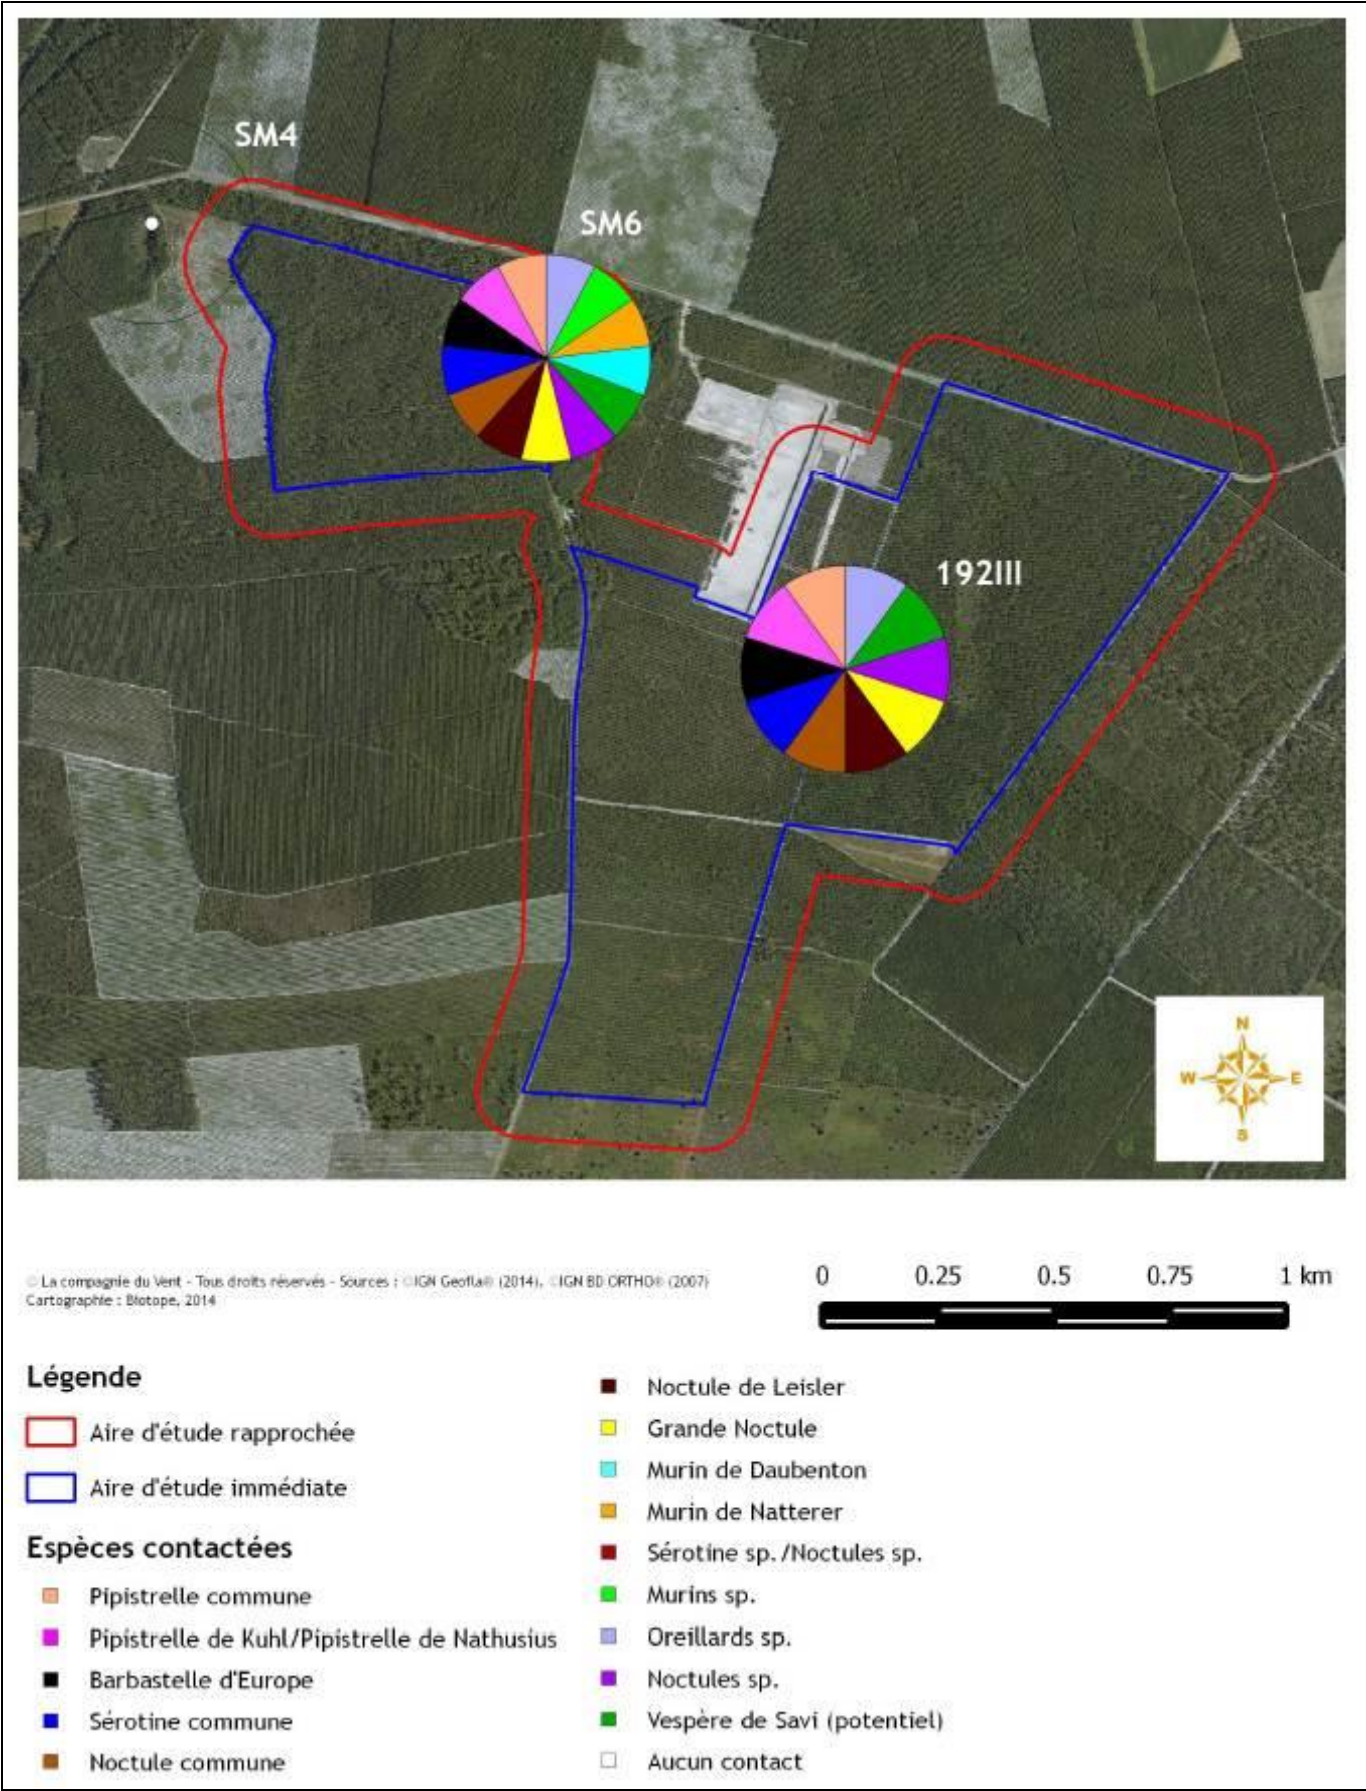 SM4
SM6
192III
N
W E
S
© La compagnie du Vent - Tous droits réservés - Sources : ©IGN Geofla® (2014), ©IGN BD ORTHO® (2007)
Cartographie : Biotope, 2014
0 0.25 0.5 0.75 1 km
Légende
Aire d'étude rapprochée
Aire d'étude immédiate
Espèces contactées
Pipistrelle commune
Pipistrelle de Kuhl/Pipistrelle de Nathusius
Barbastelle d'Europe
Sérotine commune
Noctule commune
Noctule de Leisler
Grande Noctule
Murin de Daubenton
Murin de Natterer
Sérotine sp./Noctules sp.
Murins sp.
Oreillards sp.
Noctules sp.
Vespère de Savi (potentiel)
Aucun contact